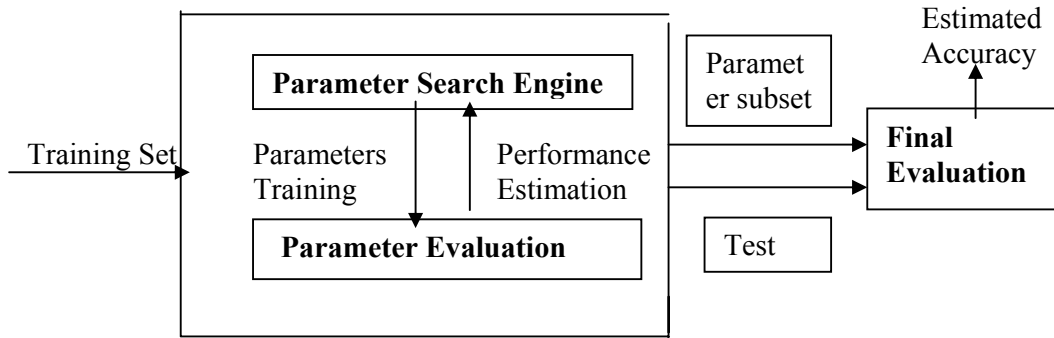 Estimated
Accuracy
Parameter Search Engine
Paramet
er subset
Training Set
Parameters
Training
Performance
Estimation
Final
Evaluation
Parameter Evaluation
Test